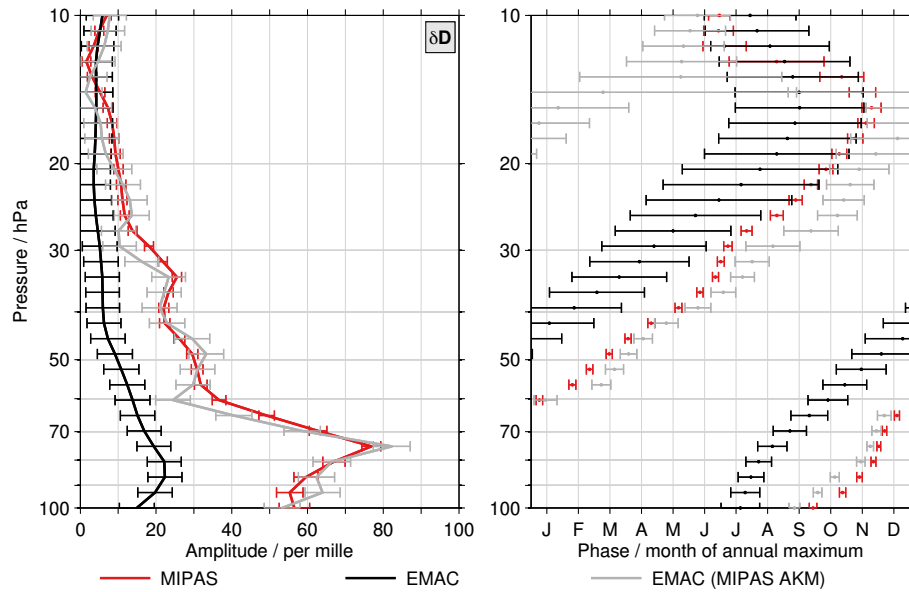 δD
10
20
30
50
70
100
Pressure / hPa
0 20 40 60 80 100
Amplitude / per mille
10
20
30
50
70
100
J F M A M J J A S O N D
Phase / month of annual maximum
MIPAS EMAC EMAC (MIPAS AKM)